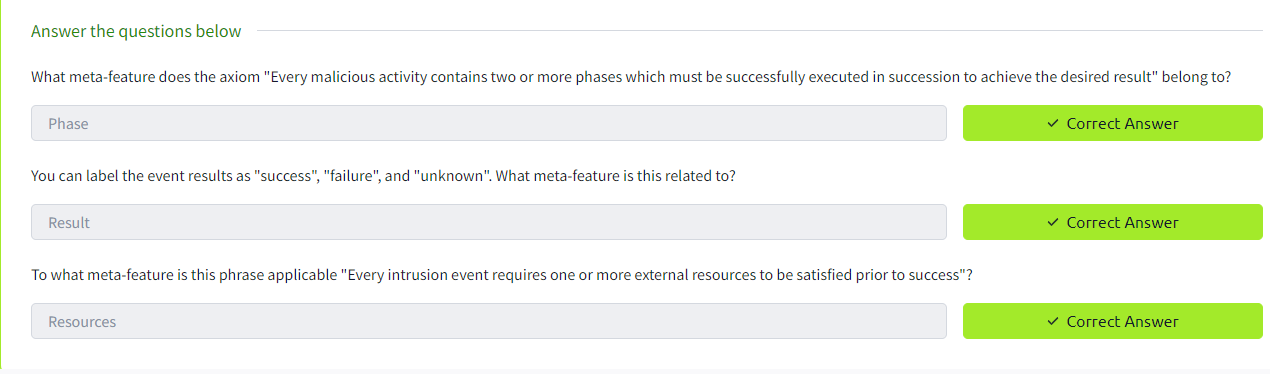 Answer the questions below
What meta-feature does the axiom "Every malicious activity contains two or more phases which must be successfully executed in succession to achieve the desired result" belong to?
Phase
✓ Correct Answer
You can label the event results as "success", "failure", and "unknown". What meta-feature is this related to?
Result
✓ Correct Answer
To what meta-feature is this phrase applicable "Every intrusion event requires one or more external resources to be satisfied prior to success"?
Resources
✓ Correct Answer